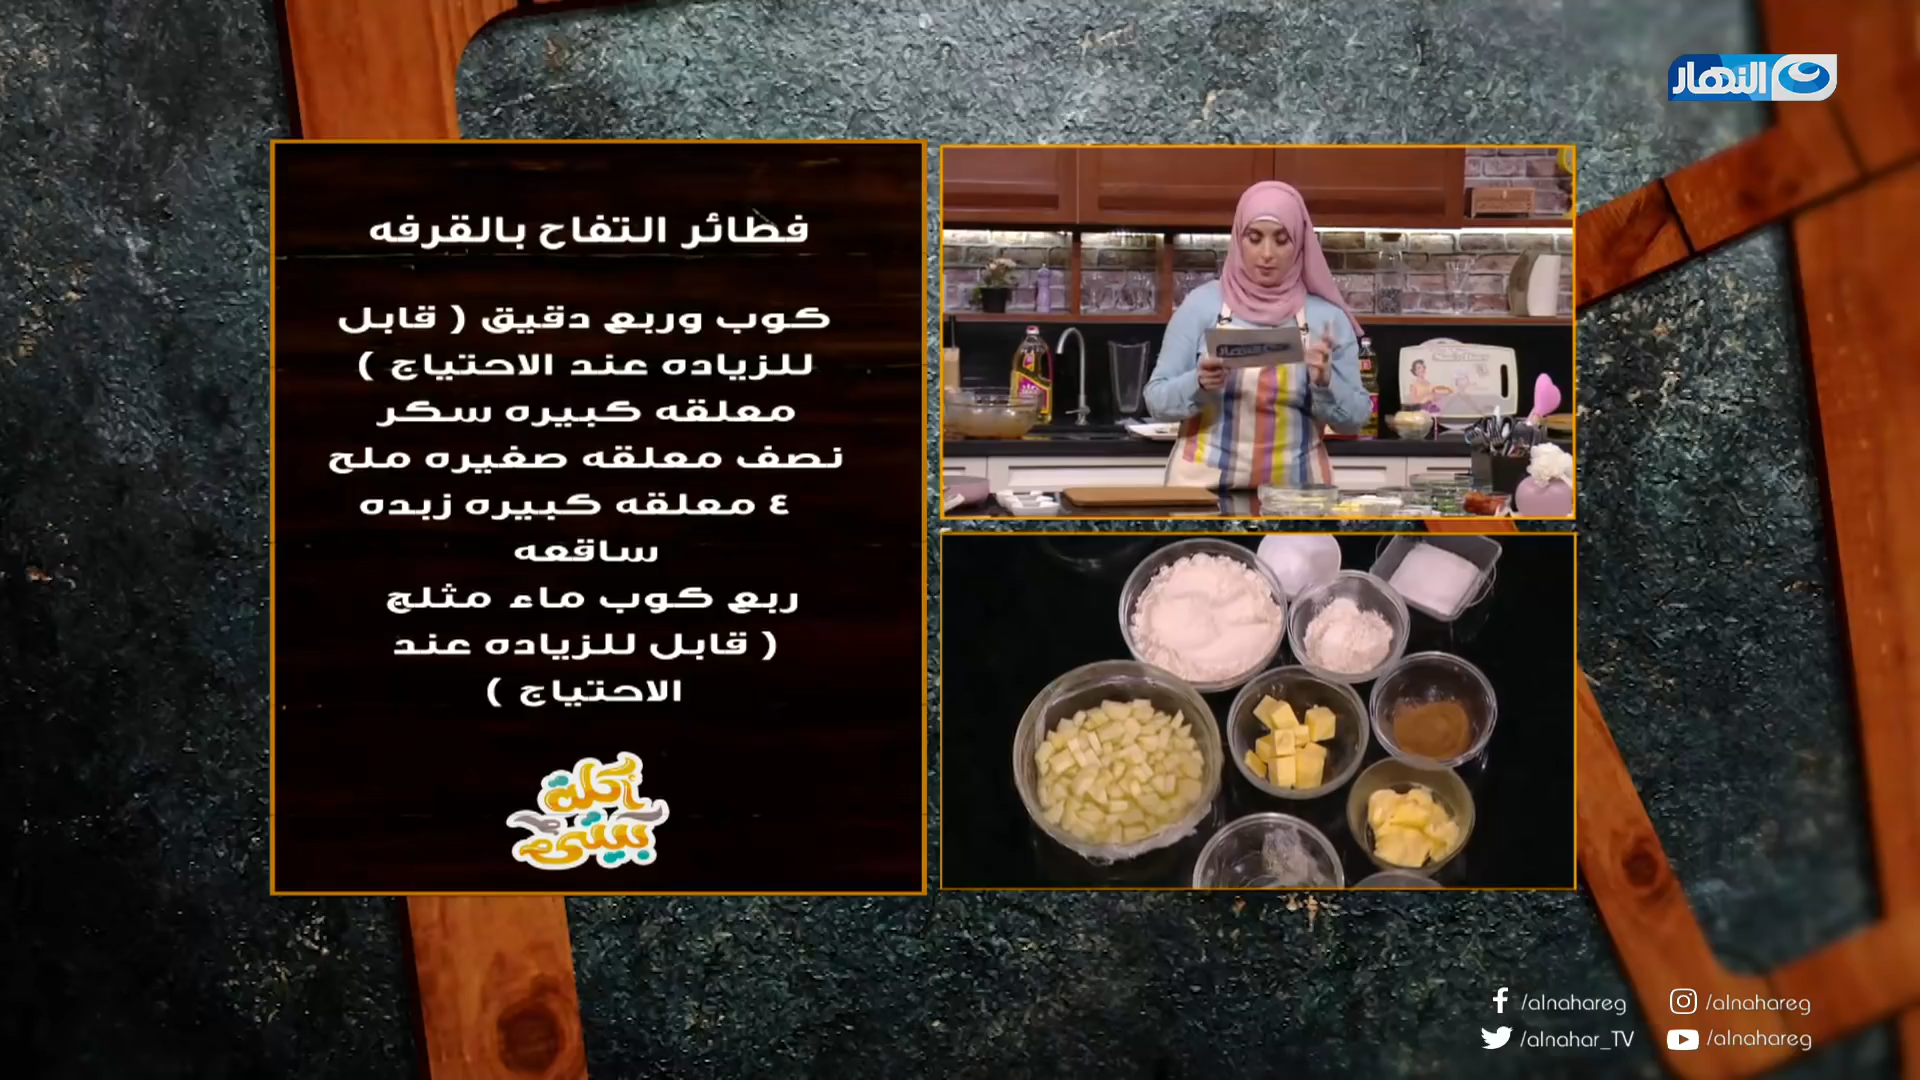 النهار
فطائر التفاح بالقرفه
كوب وربع دقيق ( قابل
للزياده عند الاحتياج )
معلقه كبيره سكر
نصف معلقه صغيره ملح
٤ معلقه كبيره زبده
ساقعه
ربع كوب ماء مثلج
( قابل للزياده عند
الاحتياج )
أكلة
بيتي
النهار
/alnahareg
/alnahareg
/alnahar_TV
/alnahareg